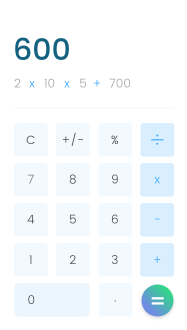 600
2 x 10 x 5 + 700
C +/- % ÷
7 8 9 x
4 5 6 -
1 2 3 +
0 . =